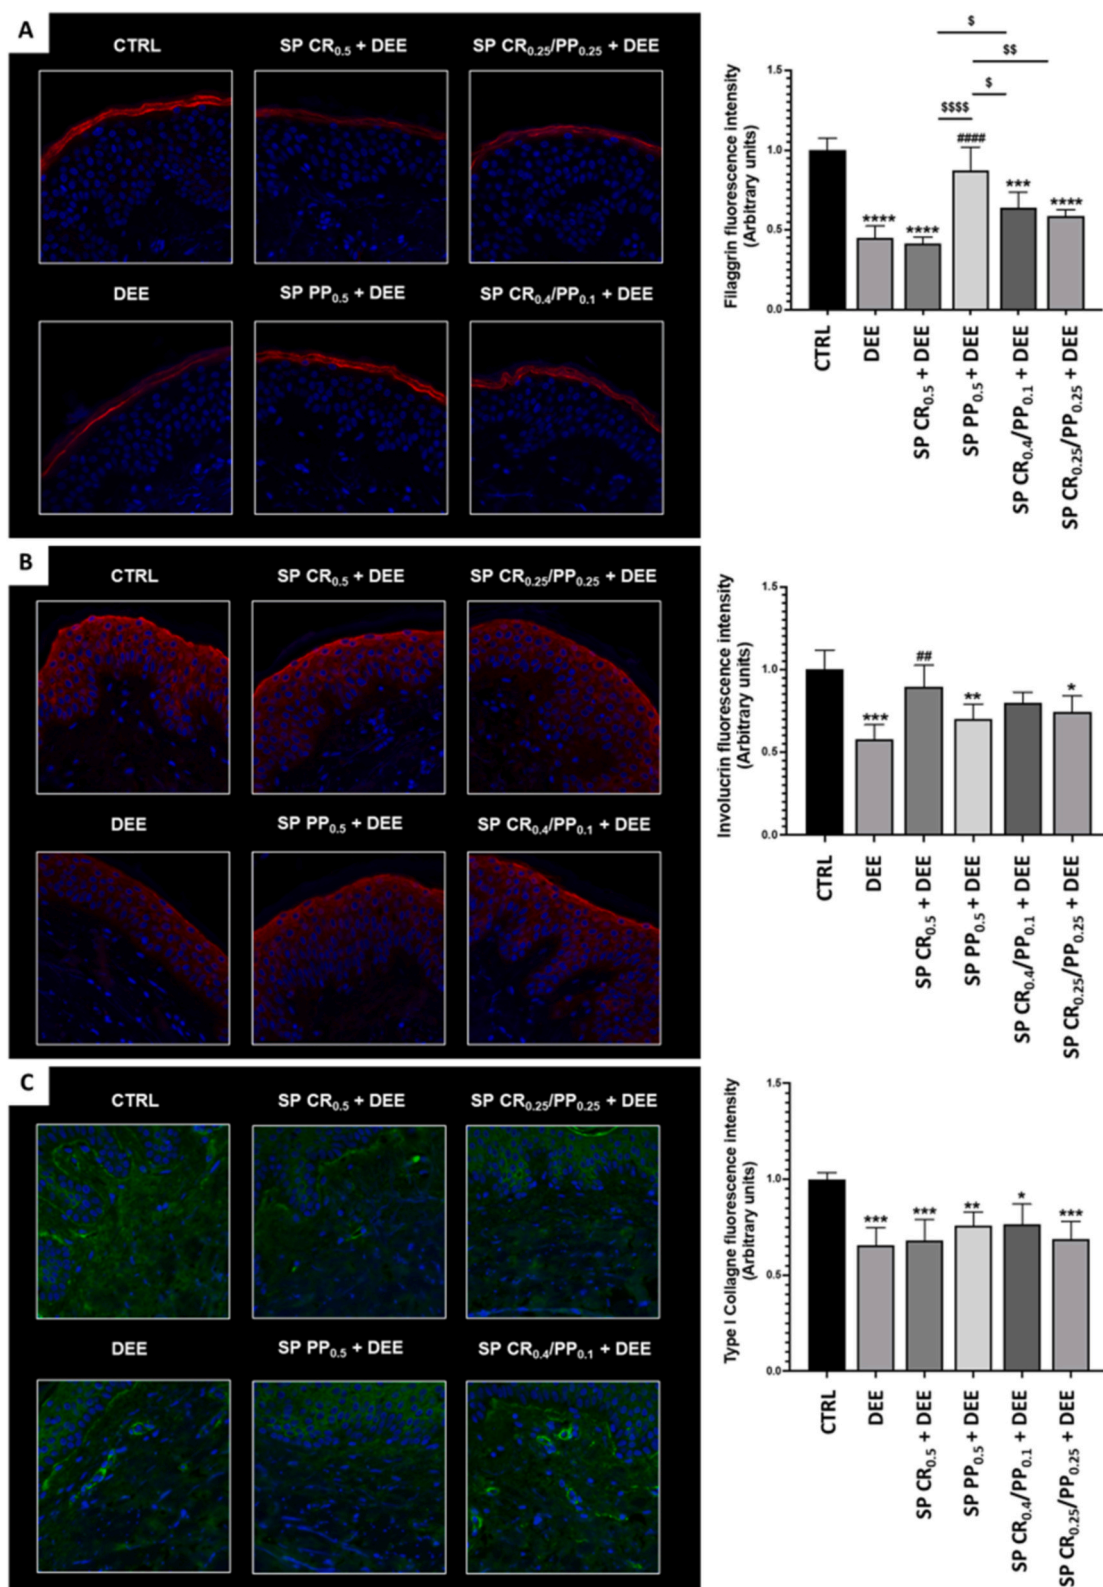 A
CTRL
SP CR0.5 + DEE
SP CR0.25/PP0.25 + DEE
DEE
SP PP0.5 + DEE
SP CR0.4/PP0.1 + DEE
Filaggrin fluorescence intensity
(Arbitrary units)
1.5
1.0
0.5
0.0
$
$$
$
$$$$
####
****
****
***
****
CTRL
DEE
SP CR0.5 + DEE
SP PP0.5 + DEE
SP CR0.4/PP0.1 + DEE
SP CR0.25/PP0.25 + DEE
B
CTRL
SP CR0.5 + DEE
SP CR0.25/PP0.25 + DEE
DEE
SP PP0.5 + DEE
SP CR0.4/PP0.1 + DEE
Involucrin fluorescence intensity
(Arbitrary units)
1.5
1.0
0.5
0.0
***
##
**
*
CTRL
DEE
SP CR0.5 + DEE
SP PP0.5 + DEE
SP CR0.4/PP0.1 + DEE
SP CR0.25/PP0.25 + DEE
C
CTRL
SP CR0.5 + DEE
SP CR0.25/PP0.25 + DEE
DEE
SP PP0.5 + DEE
SP CR0.4/PP0.1 + DEE
Type I Collagne fluorescence intensity
(Arbitrary units)
1.5
1.0
0.5
0.0
***
***
**
*
***
CTRL
DEE
SP CR0.5 + DEE
SP PP0.5 + DEE
SP CR0.4/PP0.1 + DEE
SP CR0.25/PP0.25 + DEE